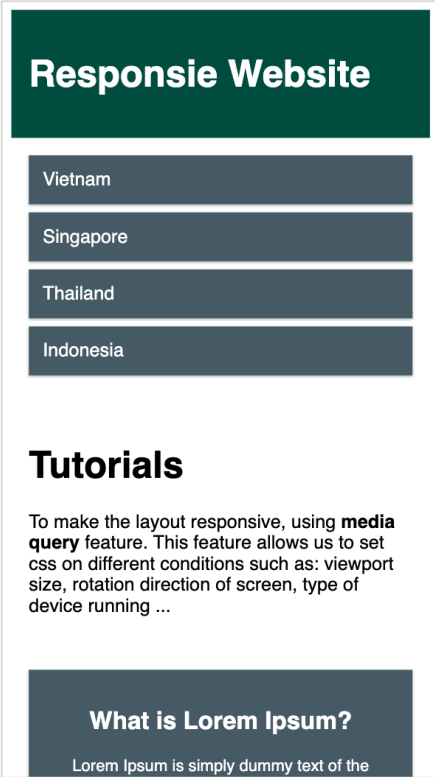 Responsie Website
Vietnam
Singapore
Thailand
Indonesia
Tutorials
To make the layout responsive, using media
query feature. This feature allows us to set
css on different conditions such as: viewport
size, rotation direction of screen, type of
device running ...
What is Lorem Ipsum?
Lorem Ipsum is simply dummy text of the